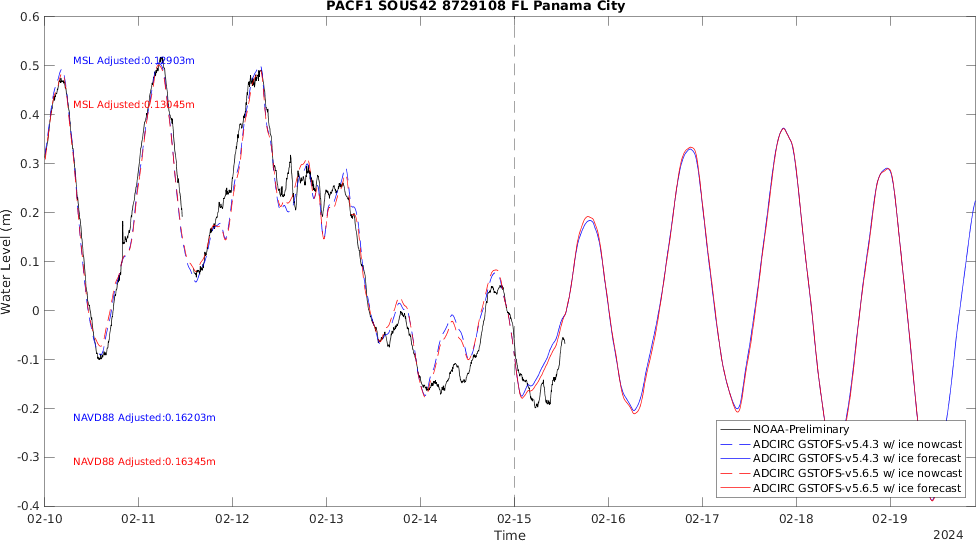 PACF1 SOUS42 8729108 FL Panama City
0.6
0.5
0.4
0.3
0.2
0.1
0
-0.1
-0.2
-0.3
-0.4
Water Level (m)
MSL Adjusted:0.12903m
MSL Adjusted:0.13045m
NAVD88 Adjusted:0.16203m
NAVD88 Adjusted:0.16345m
NOAA-Preliminary
ADCIRC GSTOFS-v5.4.3 w/ ice nowcast
ADCIRC GSTOFS-v5.4.3 w/ ice forecast
ADCIRC GSTOFS-v5.6.5 w/ ice nowcast
ADCIRC GSTOFS-v5.6.5 w/ ice forecast
02-10 02-11 02-12 02-13 02-14 02-15 02-16 02-17 02-18 02-19
Time
2024